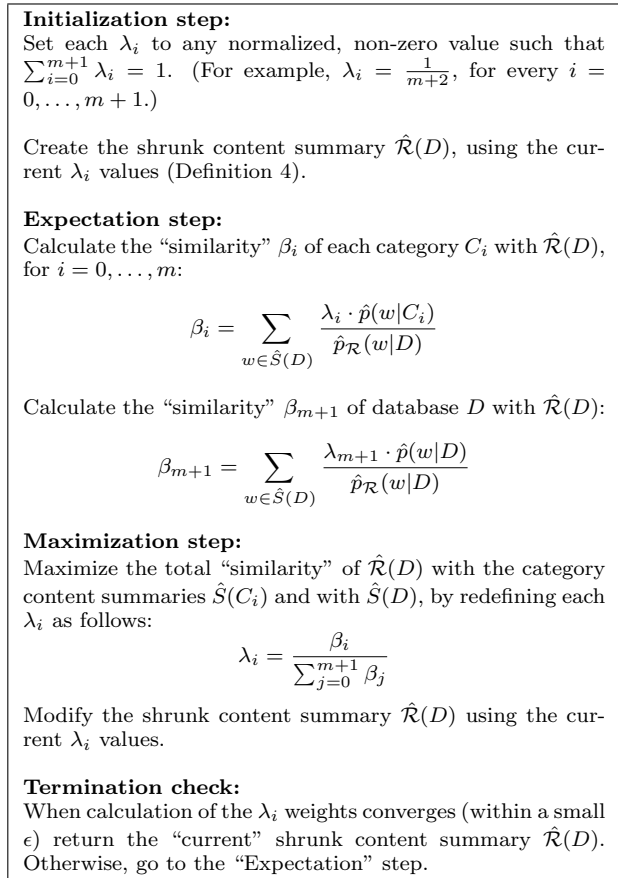 Initialization step:
Set each λ_i to any normalized, non-zero value such that
∑_{i=0}^{m+1} λ_i = 1. (For example, λ_i = \frac{1}{m+2}, for every i =
0, . . . , m + 1.)
Create the shrunk content summary R̂(D), using the cur-
rent λ_i values (Definition 4).
Expectation step:
Calculate the “similarity” β_i of each category C_i with R̂(D),
for i = 0, . . . , m:
β_i = ∑_{w∈Ŝ(D)} \frac{λ_i · p̂(w|C_i)}{p̂_R(w|D)}
Calculate the “similarity” β_{m+1} of database D with R̂(D):
β_{m+1} = ∑_{w∈Ŝ(D)} \frac{λ_{m+1} · p̂(w|D)}{p̂_R(w|D)}
Maximization step:
Maximize the total “similarity” of R̂(D) with the category
content summaries Ŝ(C_i) and with Ŝ(D), by redefining each
λ_i as follows:
λ_i = \frac{β_i}{∑_{j=0}^{m+1} β_j}
Modify the shrunk content summary R̂(D) using the cur-
rent λ_i values.
Termination check:
When calculation of the λ_i weights converges (within a small
ϵ) return the “current” shrunk content summary R̂(D).
Otherwise, go to the “Expectation” step.